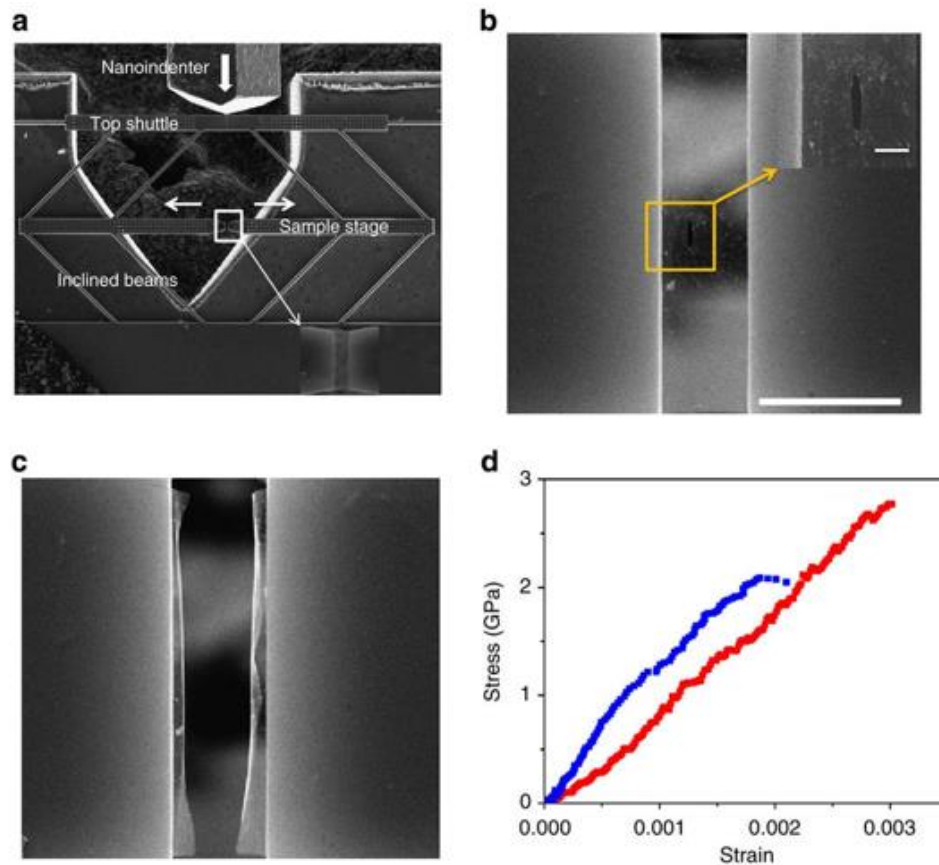 a
Nanoindenter
Top shuttle
Sample stage
Inclined beams
b
c
d
3
2
1
0
Stress (GPa)
0.000 0.001 0.002 0.003
Strain